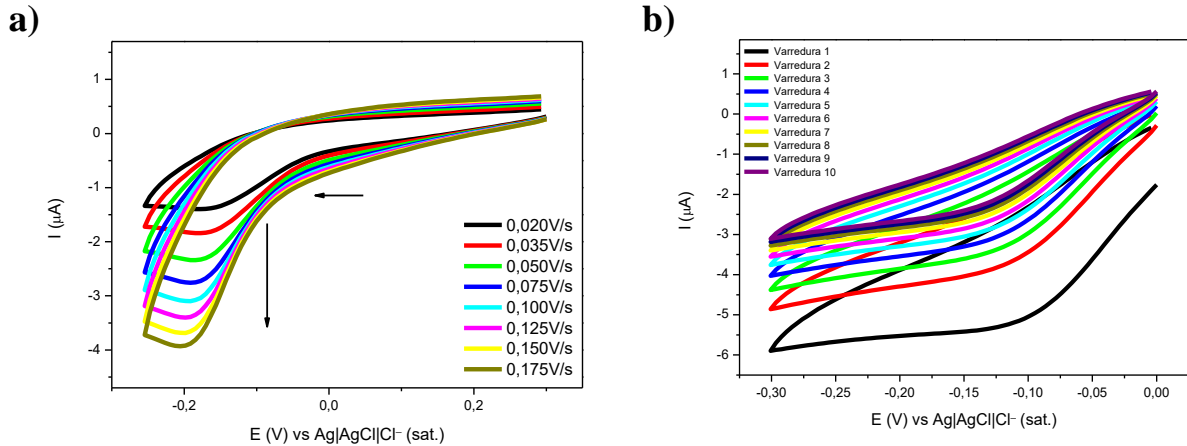 a)
1
0
-1
-2
-3
-4
I (µA)
-0,2
0,0
0,2
E (V) vs Ag|AgCl|Cl⁻ (sat.)
0,020V/s
0,035V/s
0,050V/s
0,075V/s
0,100V/s
0,125V/s
0,150V/s
0,175V/s
b)
Varredura 1
Varredura 2
Varredura 3
Varredura 4
Varredura 5
Varredura 6
Varredura 7
Varredura 8
Varredura 9
Varredura 10
1
0
-1
-2
-3
-4
-5
-6
I (µA)
-0,30
-0,25
-0,20
-0,15
-0,10
-0,05
0,00
E (V) vs Ag|AgCl|Cl⁻ (sat.)